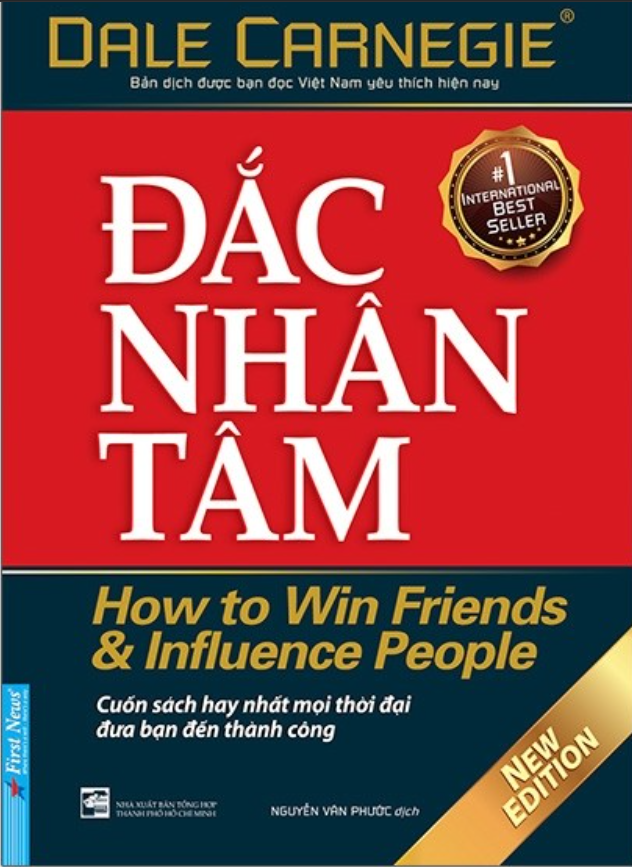 DALE CARNEGIE®
Bản dịch được bạn đọc Việt Nam yêu thích hiện nay
#1
INTERNATIONAL
BEST
SELLER
ĐẮC
NHÂN
TÂM
How to Win Friends
& Influence People
Cuốn sách hay nhất mọi thời đại
đưa bạn đến thành công
First News®
NEW
EDITION
NHÀ XUẤT BẢN TỔNG HỢP
THÀNH PHỐ HỒ CHÍ MINH
NGUYỄN VĂN PHƯỚC dịch